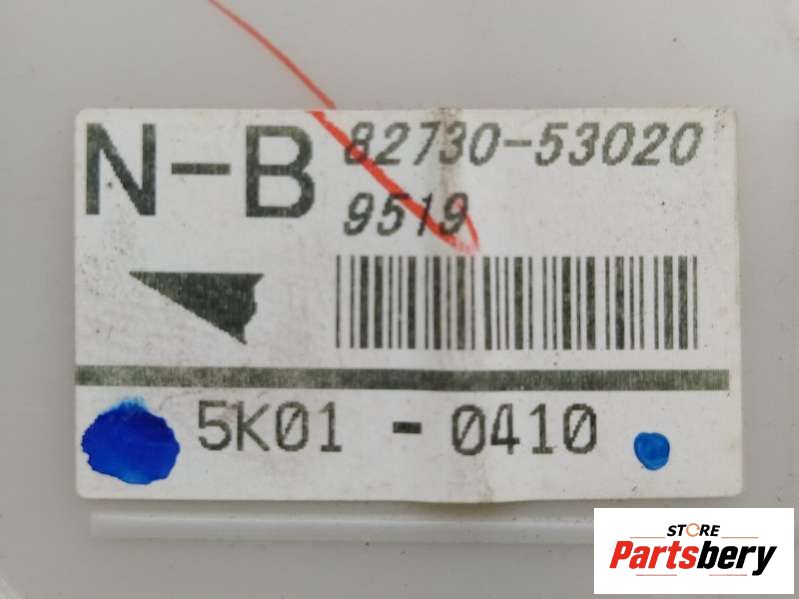 N-B
82730-53020
9519
5K01 - 0410
STORE
Partsbery